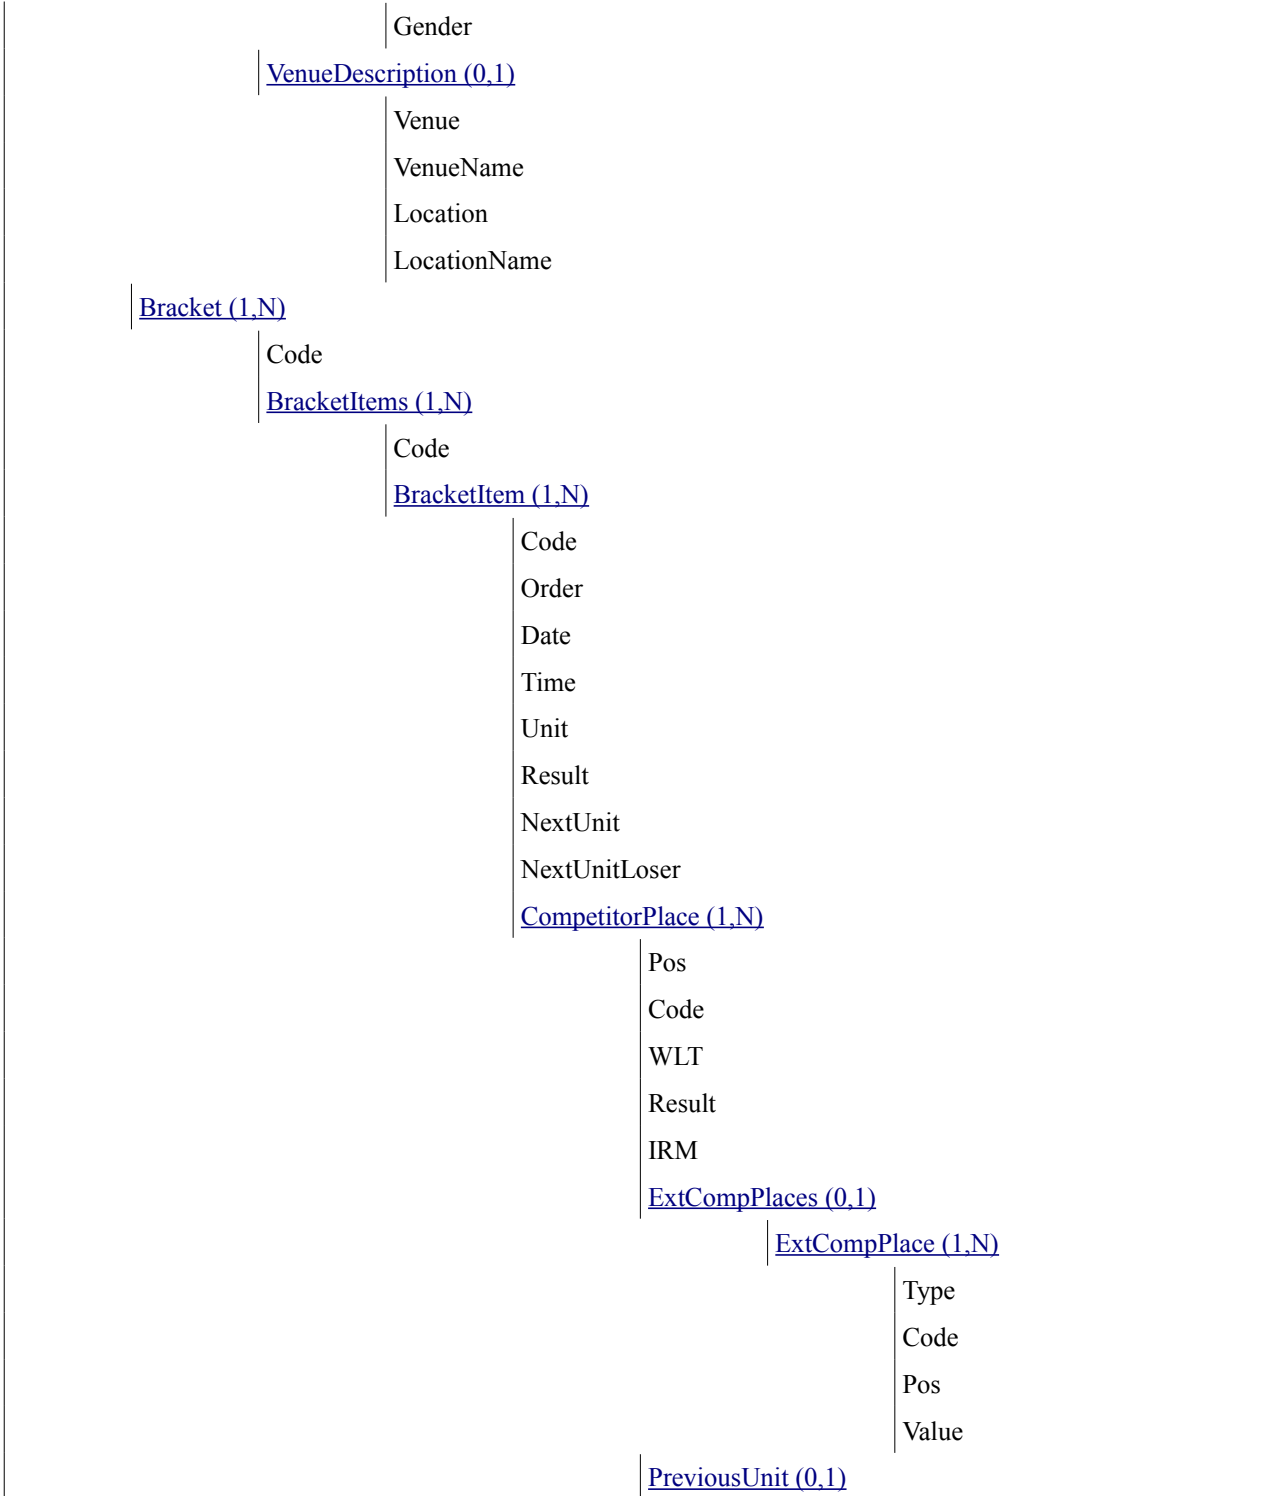 Gender
VenueDescription (0,1)
Venue
VenueName
Location
LocationName
Bracket (1,N)
Code
BracketItems (1,N)
Code
BracketItem (1,N)
Code
Order
Date
Time
Unit
Result
NextUnit
NextUnitLoser
CompetitorPlace (1,N)
Pos
Code
WLT
Result
IRM
ExtCompPlaces (0,1)
ExtCompPlace (1,N)
Type
Code
Pos
Value
PreviousUnit (0,1)